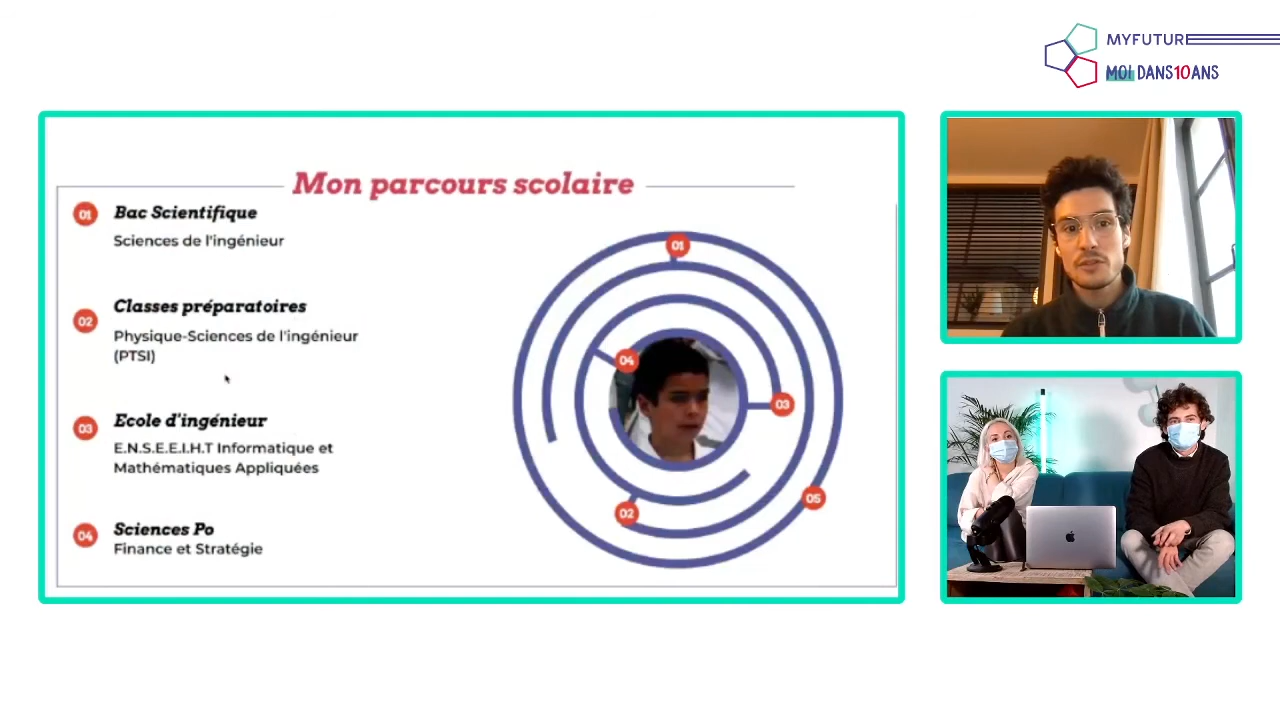 MYFUTUR
MOI DANS10ANS
Mon parcours scolaire
01 Bac Scientifique
Sciences de l'ingénieur
02 Classes préparatoires
Physique-Sciences de l'ingénieur
(PTSI)
03 Ecole d'ingénieur
E.N.S.E.E.I.H.T Informatique et
Mathématiques Appliquées
04 Sciences Po
Finance et Stratégie
01
04
03
05
02